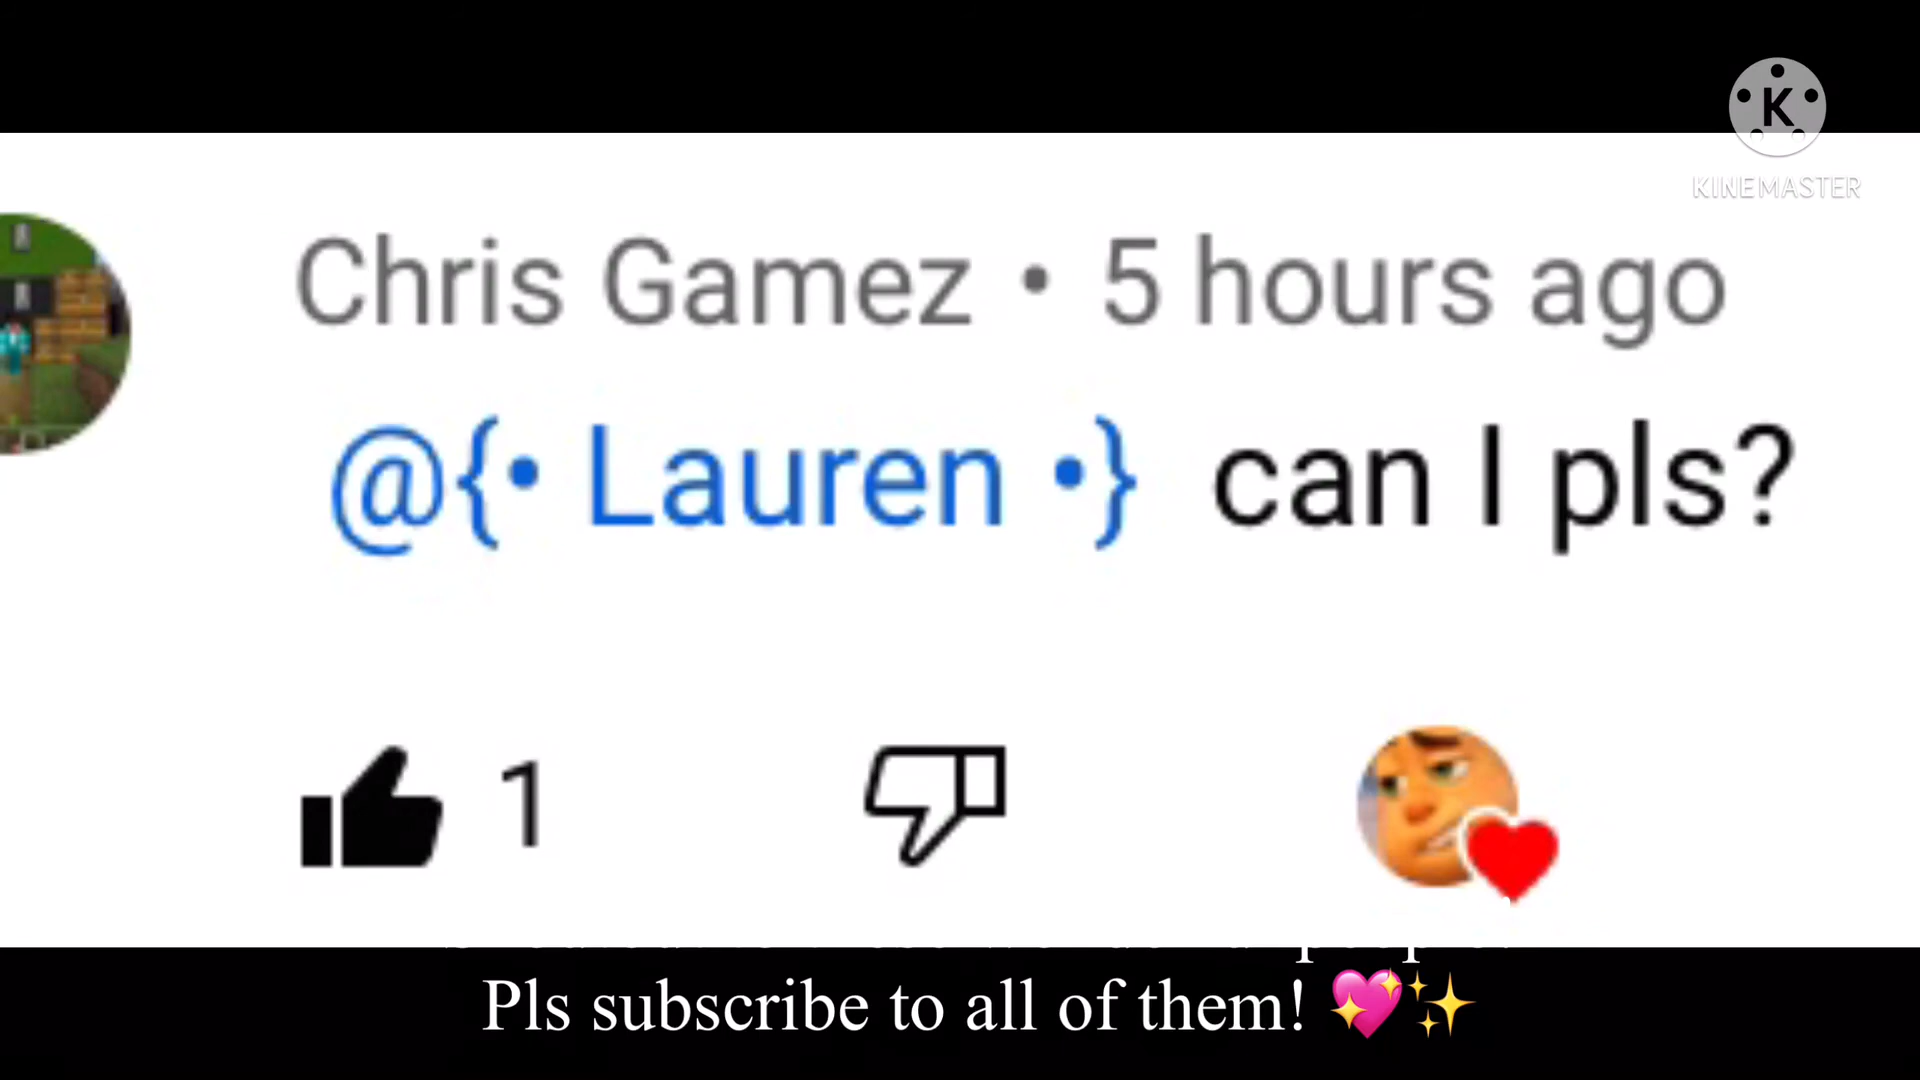 K
KINEMASTER
Chris Gamez • 5 hours ago
@{• Lauren •} can I pls?
1
Pls subscribe to all of them! 💖✨